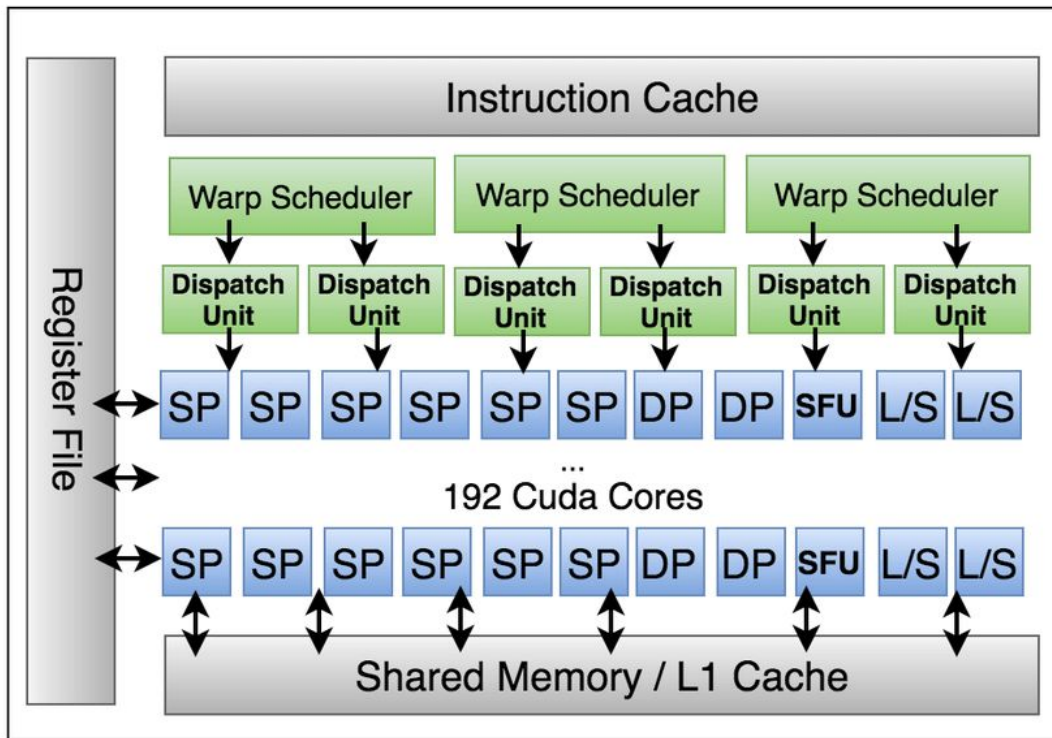 Register File
Instruction Cache
Warp Scheduler Warp Scheduler Warp Scheduler
Dispatch Unit Dispatch Unit Dispatch Unit Dispatch Unit Dispatch Unit Dispatch Unit
SP SP SP SP SP SP DP DP SFU L/S L/S
...
192 Cuda Cores
SP SP SP SP SP SP DP DP SFU L/S L/S
Shared Memory / L1 Cache